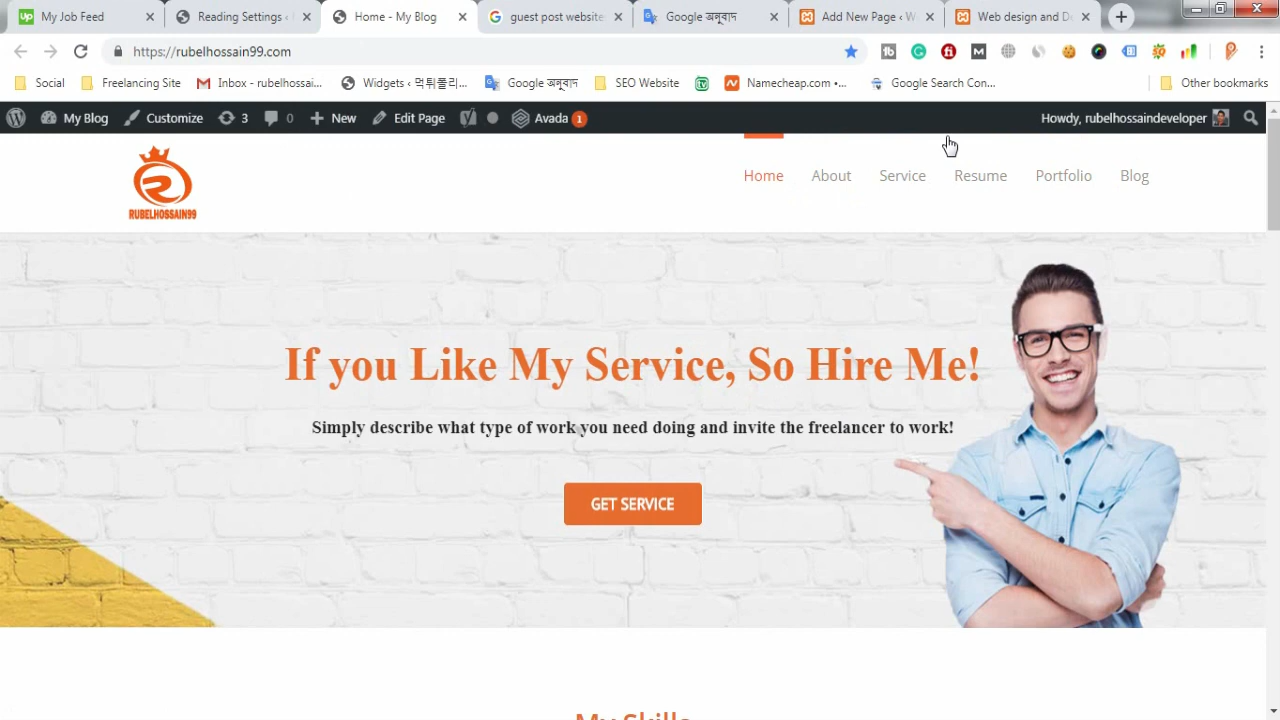 My Job Feed
Reading Settings ‹
Home - My Blog
guest post website
Google অনুবাদ
Add New Page ‹ W
Web design and D
https://rubelhossain99.com
Social
Freelancing Site
Inbox - rubelhossai...
Widgets ‹ 먹튀폴리...
Google অনুবাদ
SEO Website
Namecheap.com •...
Google Search Con...
Other bookmarks
My Blog
Customize
3
0
New
Edit Page
Avada 1
Howdy, rubelhossaindeveloper
RUBELHOSSAIN99
Home
About
Service
Resume
Portfolio
Blog
If you Like My Service, So Hire Me!
Simply describe what type of work you need doing and invite the freelancer to work!
GET SERVICE
My Skills